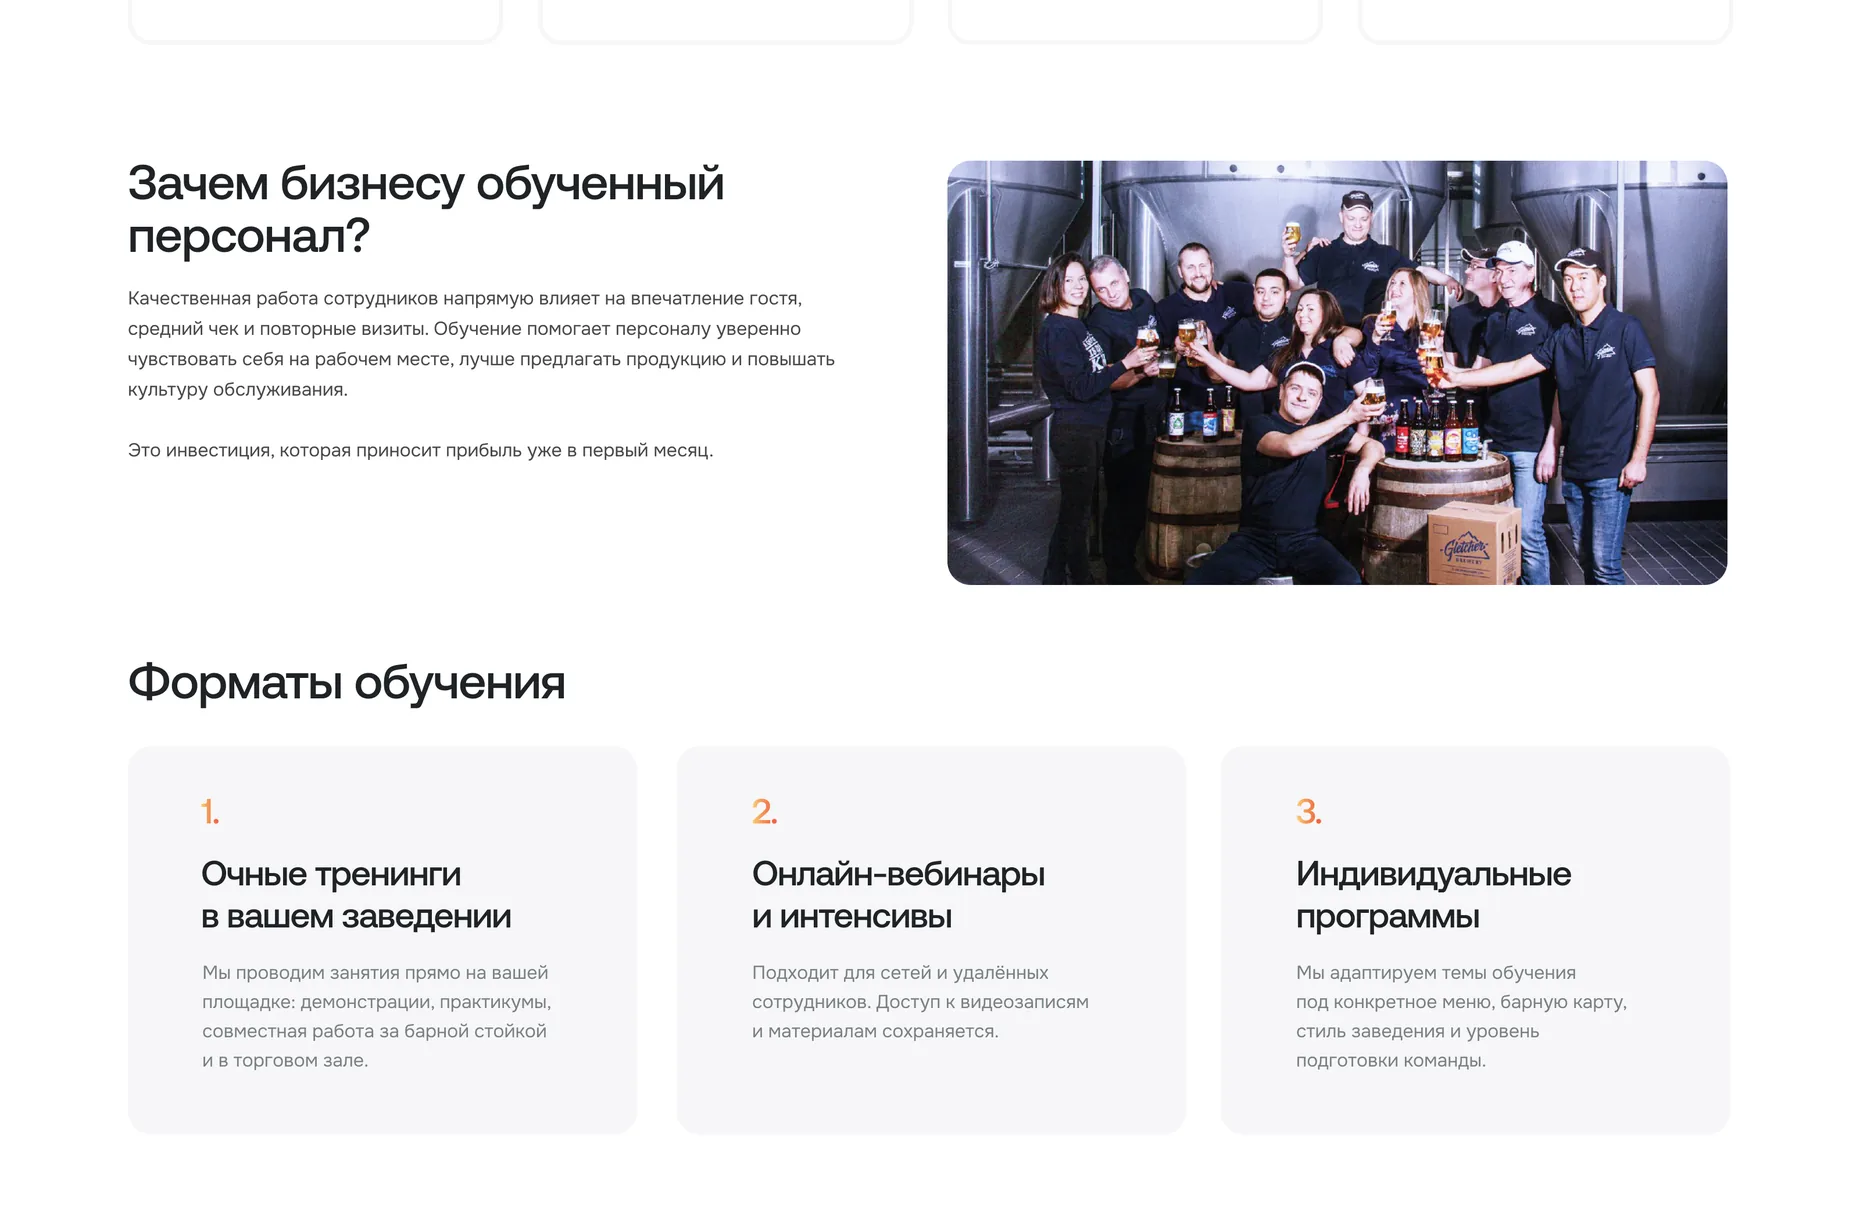 Зачем бизнесу обученный
персонал?
Качественная работа сотрудников напрямую влияет на впечатление гостя,
средний чек и повторные визиты. Обучение помогает персоналу уверенно
чувствовать себя на рабочем месте, лучше предлагать продукцию и повышать
культуру обслуживания.
Это инвестиция, которая приносит прибыль уже в первый месяц.
Gletcher
BREWERY
Форматы обучения
1.
Очные тренинги
в вашем заведении
Мы проводим занятия прямо на вашей
площадке: демонстрации, практикумы,
совместная работа за барной стойкой
и в торговом зале.
2.
Онлайн-вебинары
и интенсивы
Подходит для сетей и удалённых
сотрудников. Доступ к видеозаписям
и материалам сохраняется.
3.
Индивидуальные
программы
Мы адаптируем темы обучения
под конкретное меню, барную карту,
стиль заведения и уровень
подготовки команды.